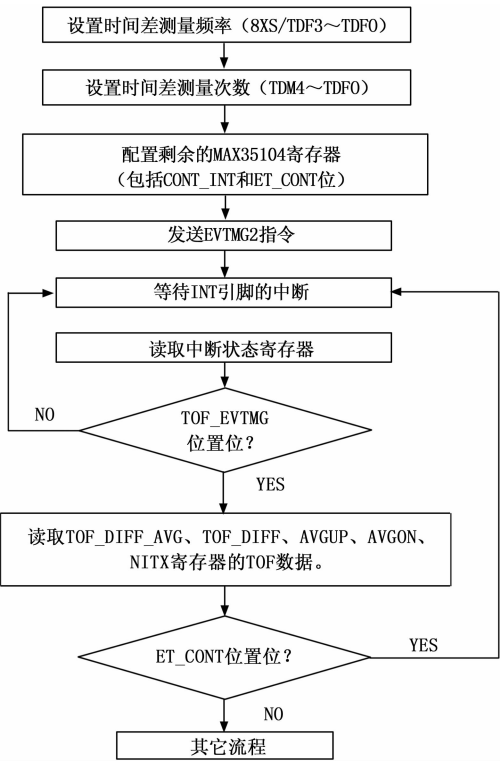 设置时间差测量频率（8XS/TDF3～TDFO）
设置时间差测量次数（TDM4～TDFO）
配置剩余的MAX35104寄存器
（包括CONT_INT和ET_CONT位）
发送EVTMG2指令
等待INT引脚的中断
读取中断状态寄存器
NO
TOF_EVTMG
位置位？
YES
读取TOF_DIFF_AVG、TOF_DIFF、AVGUP、AVGON、
NITX寄存器的TOF数据。
ET_CONT位置位？
YES
NO
其它流程